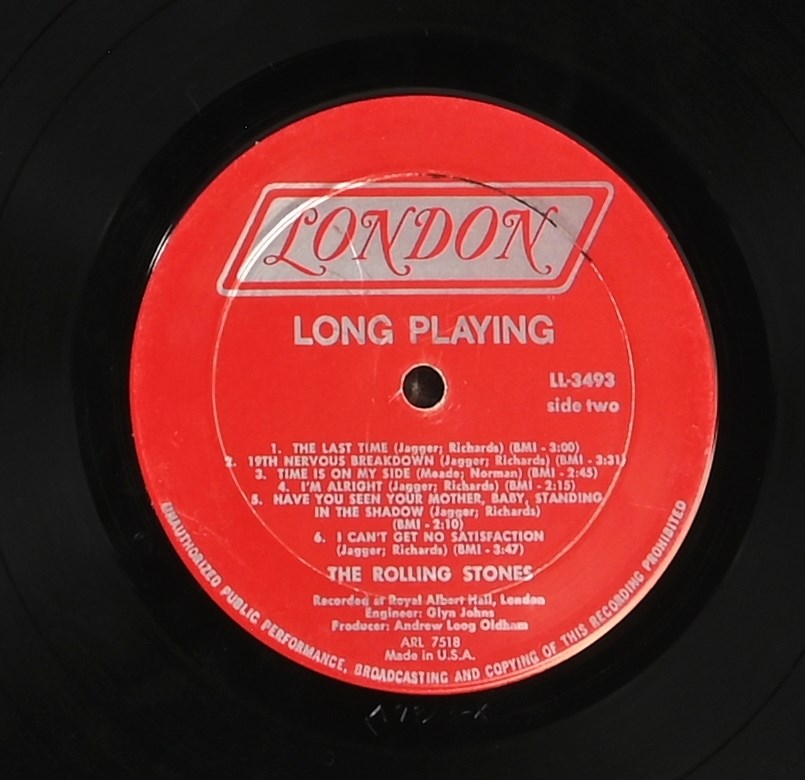 LONDON
LONG PLAYING
LL-3493
side two
1. THE LAST TIME (Jagger; Richards) (BMI - 3:00)
2. 19TH NERVOUS BREAKDOWN (Jagger; Richards) (BMI - 3:31)
3. TIME IS ON MY SIDE (Meade; Norman) (BMI - 2:45)
4. I'M ALRIGHT (Jagger; Richards) (BMI - 2:15)
5. HAVE YOU SEEN YOUR MOTHER, BABY, STANDING
IN THE SHADOW (Jagger; Richards)
(BMI - 2:10)
6. I CAN'T GET NO SATISFACTION
(Jagger; Richards) (BMI - 3:47)
THE ROLLING STONES
Recorded at Royal Albert Hall, London
Engineer: Glyn Johns
Producer: Andrew Loog Oldham
ARL 7518
Made in U.S.A.
UNAUTHORIZED PUBLIC PERFORMANCE, BROADCASTING AND COPYING OF THIS RECORDING PROHIBITED